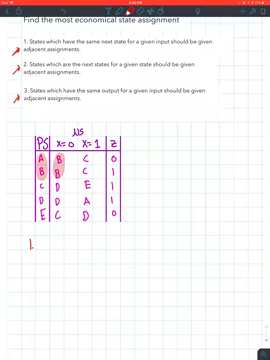 Find the most economical state assignment
1. States which have the same next state for a given input should be given
adjacent assignments.
2. States which are the next states for a given state should be given
adjacent assignments.
3. States which have the same output for a given input should be given
adjacent assignments.
NS
PS X=0 X=1 Z
A B C 0
B B C 1
C D E 1
D D A 1
E C D 0